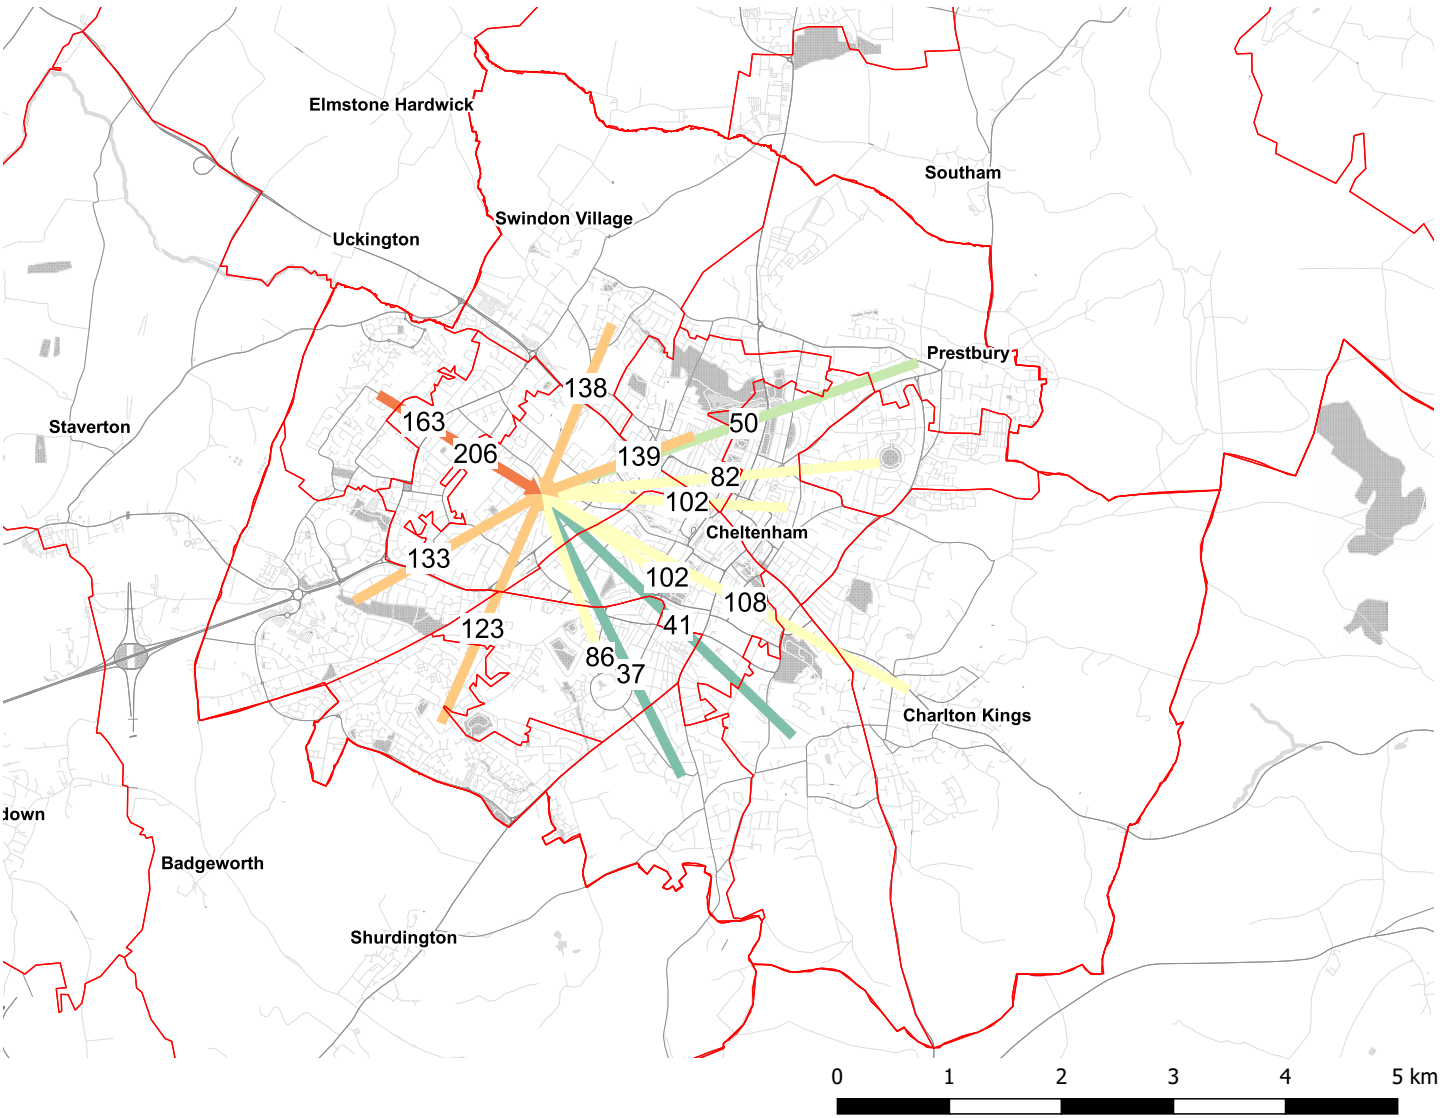 Elmstone Hardwick
Southam
Swindon Village
Uckington
Prestbury
138
163
50
Staverton
206
139
82
102
Cheltenham
133
102
108
123
41
86
37
Charlton Kings
down
Badgeworth
Shurdington
0 1 2 3 4 5 km